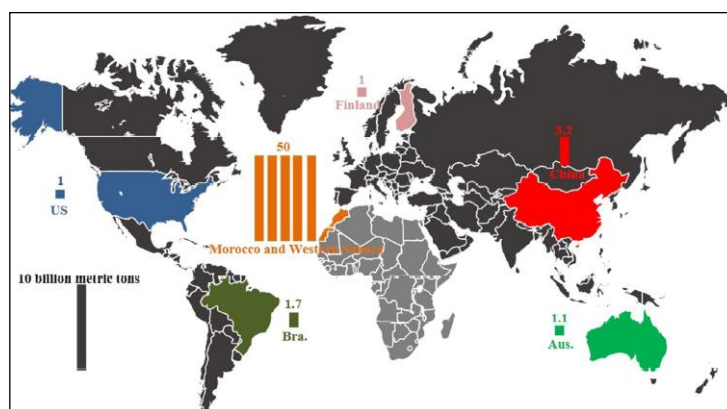 1
Finland
3.2
China
50
1
US
Morocco and Western Sahara
10 billion metric tons
1.7
Bra.
1.1
Aus.